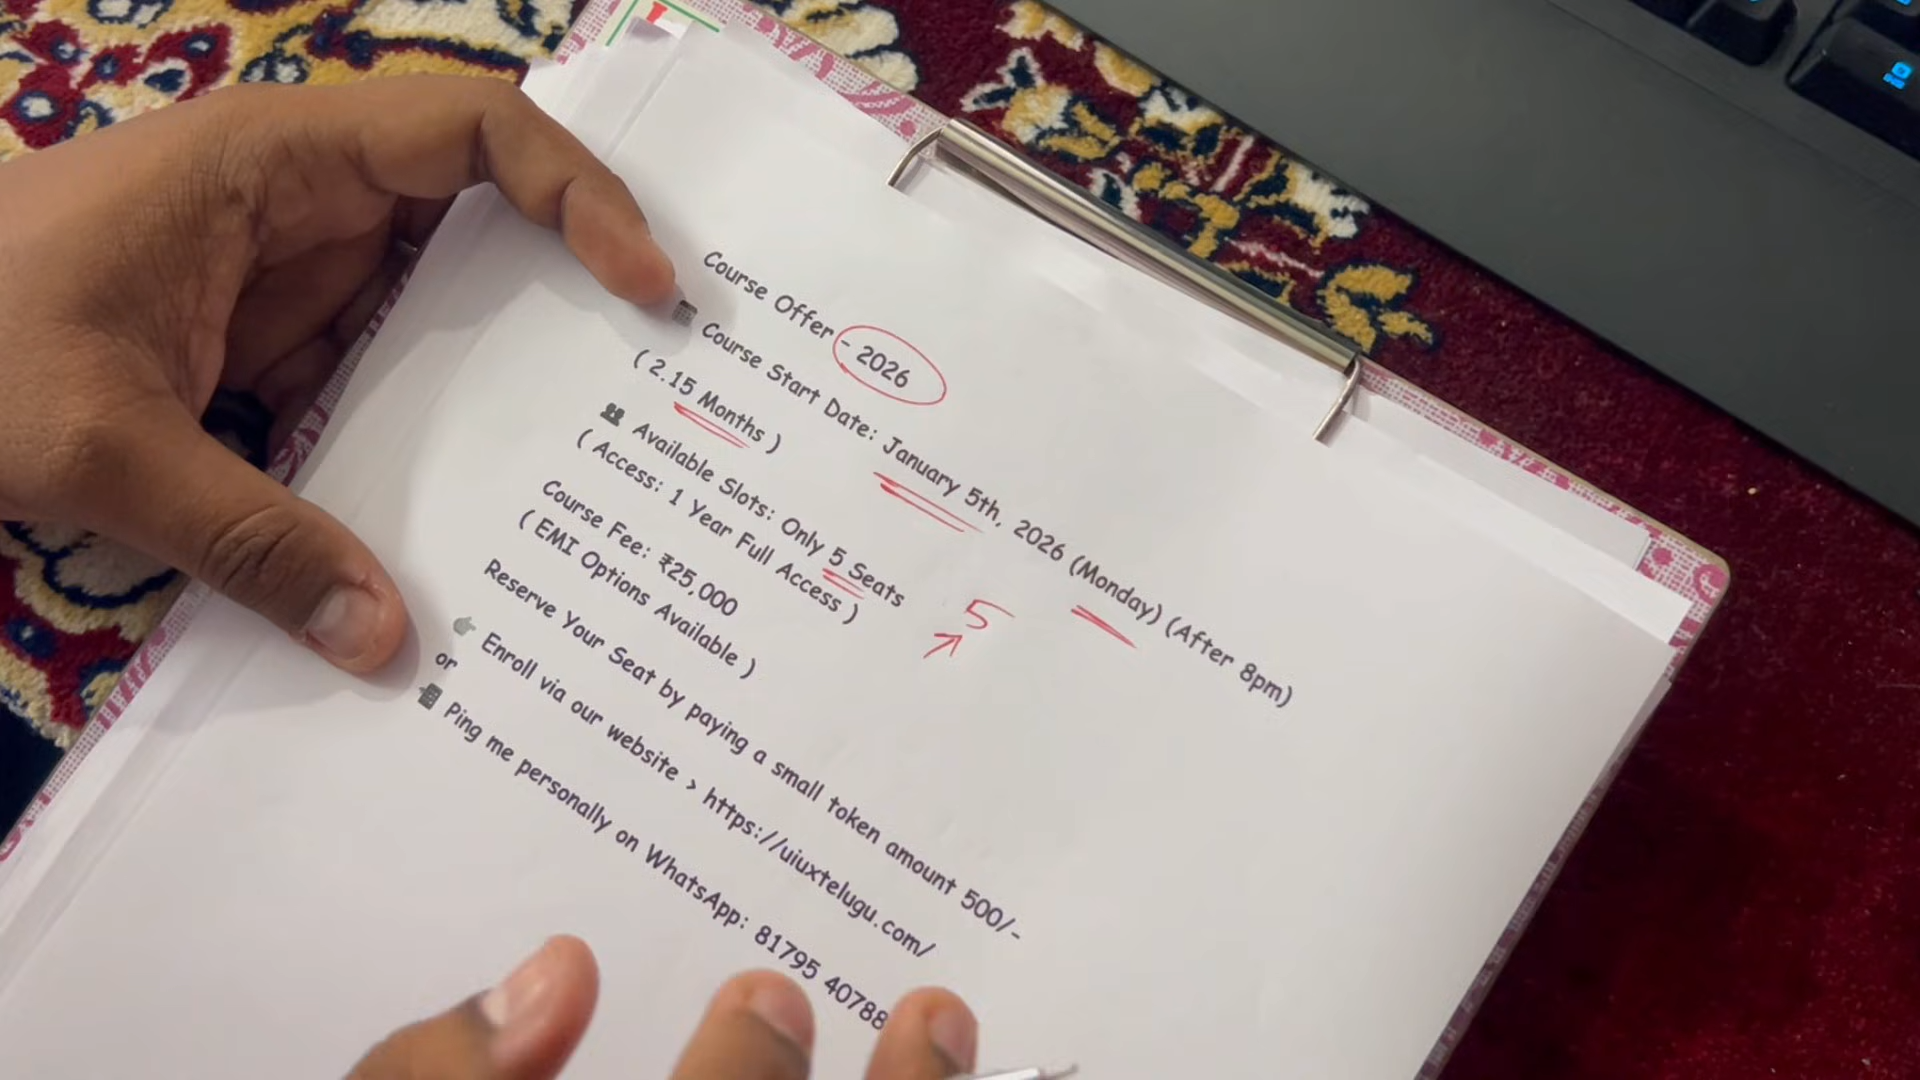 Course Offer - 2026
Course Start Date: January 5th, 2026 (Monday) (After 8pm)
( 2.15 Months )
Available Slots: Only 5 Seats
( Access: 1 Year Full Access )
5
Course Fee: ₹25,000
( EMI Options Available )
Reserve Your Seat by paying a small token amount 500/-
Enroll via our website > https://uiuxtelugu.com/
or
Ping me personally on WhatsApp: 81795 40788